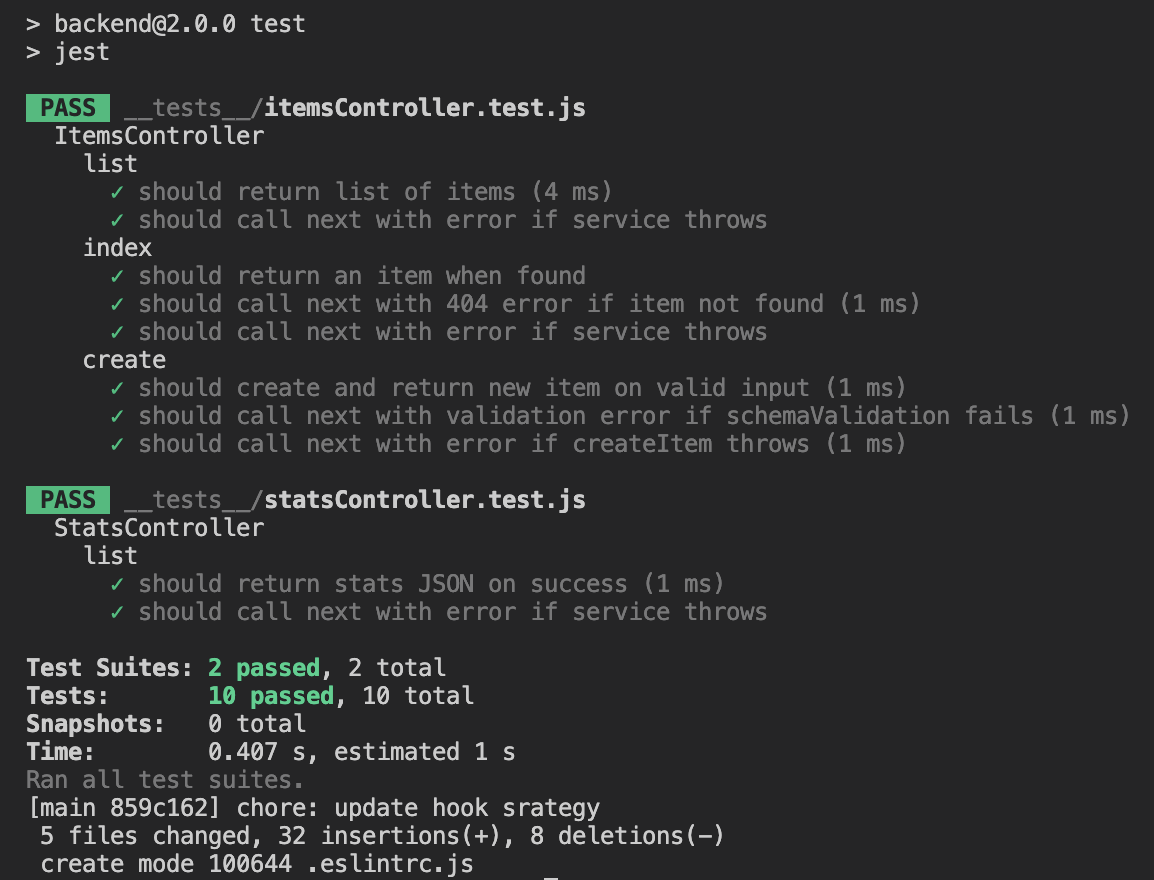 > backend@2.0.0 test
> jest
PASS __tests__/itemsController.test.js
ItemsController
list
✓ should return list of items (4 ms)
✓ should call next with error if service throws
index
✓ should return an item when found
✓ should call next with 404 error if item not found (1 ms)
✓ should call next with error if service throws
create
✓ should create and return new item on valid input (1 ms)
✓ should call next with validation error if schemaValidation fails (1 ms)
✓ should call next with error if createItem throws (1 ms)
PASS __tests__/statsController.test.js
StatsController
list
✓ should return stats JSON on success (1 ms)
✓ should call next with error if service throws
Test Suites: 2 passed, 2 total
Tests: 10 passed, 10 total
Snapshots: 0 total
Time: 0.407 s, estimated 1 s
Ran all test suites.
[main 859c162] chore: update hook srategy
5 files changed, 32 insertions(+), 8 deletions(-)
create mode 100644 .eslintrc.js